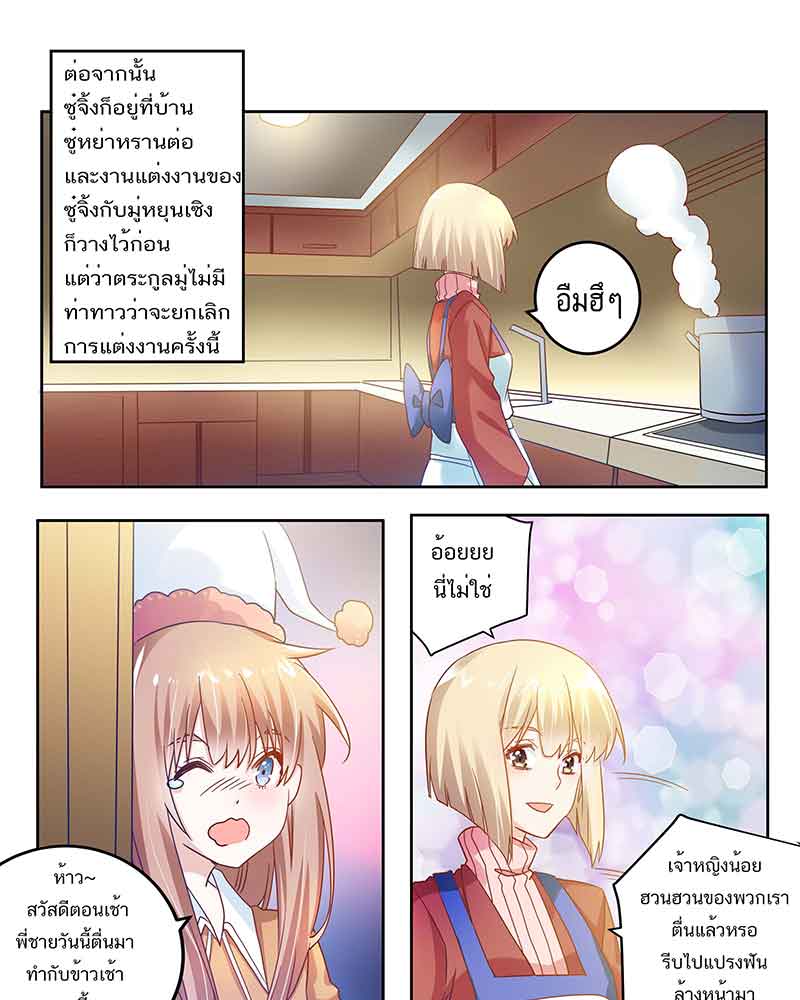 ต่อจากนั้น
ซู๋จิ้งก็อยู่ที่บ้าน
ซู๋หย่าหรานต่อ
และงานแต่งงานของ
ซู๋จิ้งกับมู่หยุนเชิง
ก็วางไว้ก่อน
แต่ว่าตระกูลมู่ไม่มี
ท่าทาวว่าจะยกเลิก
การแต่งงานครั้งนี้
อืมฮึๆ
อ้อยยย
นี่ไม่ใช่
ห้าว~
สวัสดีตอนเช้า
พี่ชายวันนี้ตื่นมา
ทำกับข้าวเช้า
เจ้าหญิงน้อย
ฮวนฮวนของพวกเรา
ตื่นแล้วหรอ
รีบไปแปรงฟัน
ล้างหน้ามา